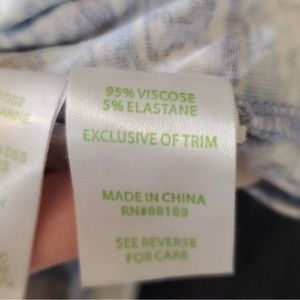 95% VISCOSE
5% ELASTANE
EXCLUSIVE OF TRIM
MADE IN CHINA
RN#88189
SEE REVERSE
FOR CARE